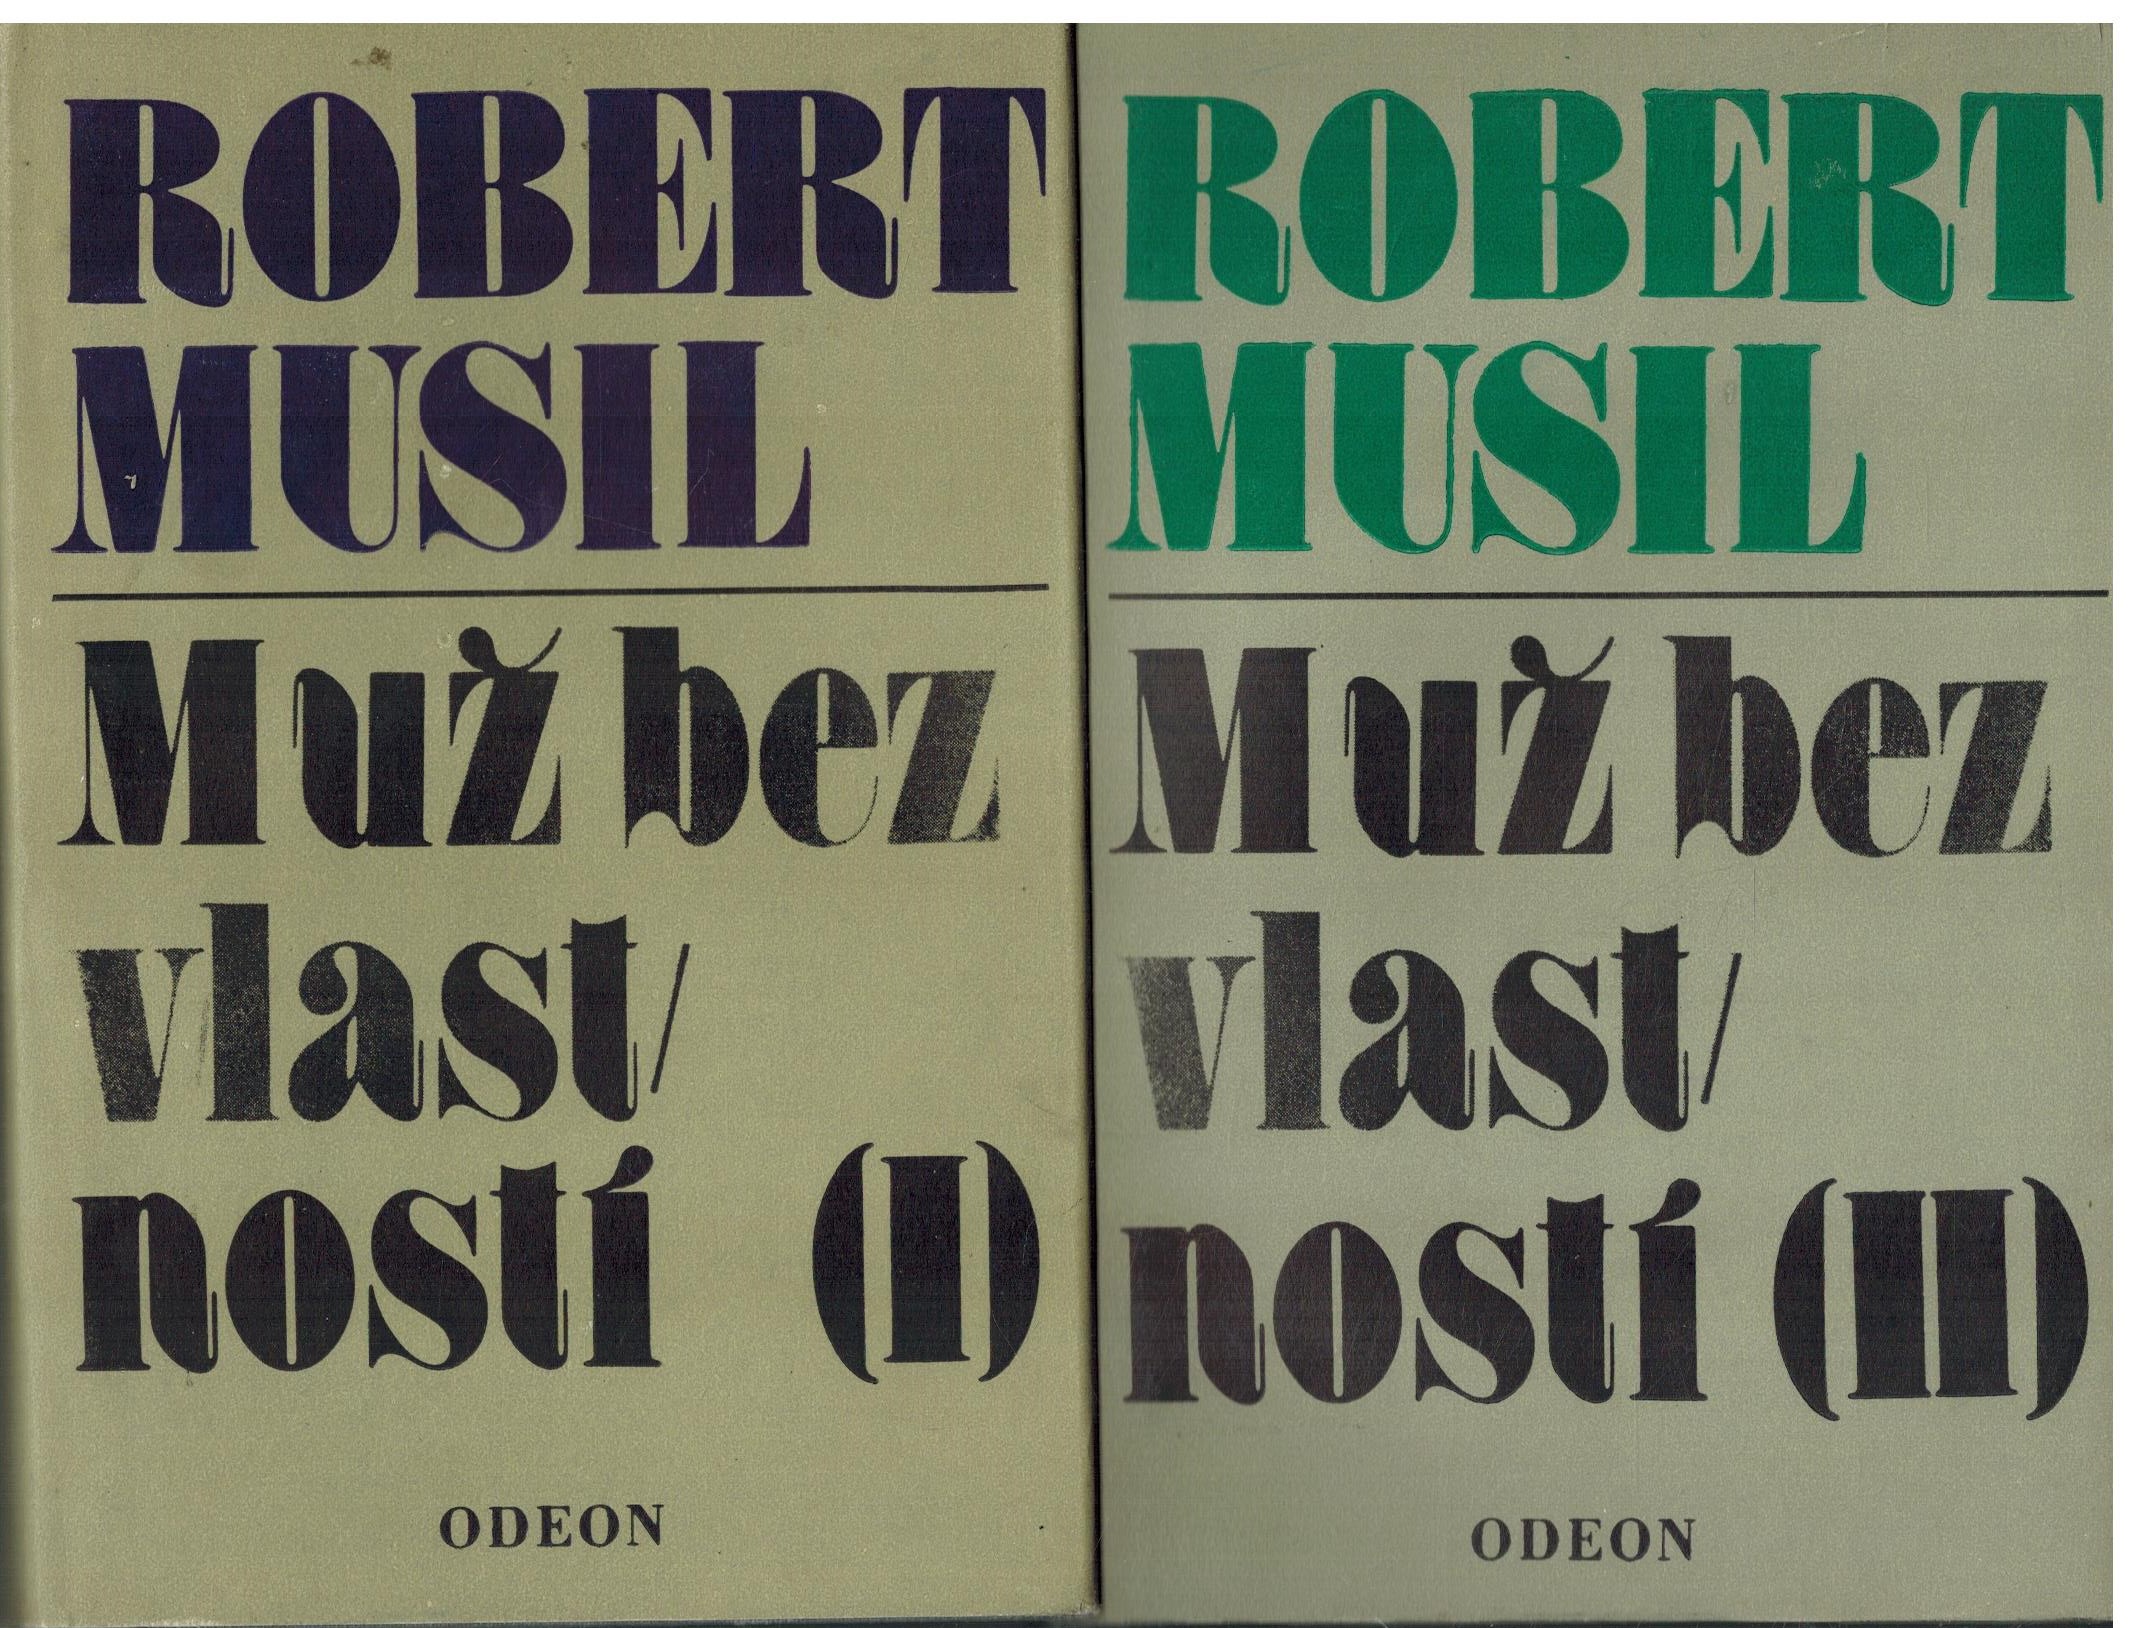 ROBERT
MUSIL
Muž bez
vlast/
ností (I)
ODEON
ROBERT
MUSIL
Muž bez
vlast/
ností (II)
ODEON